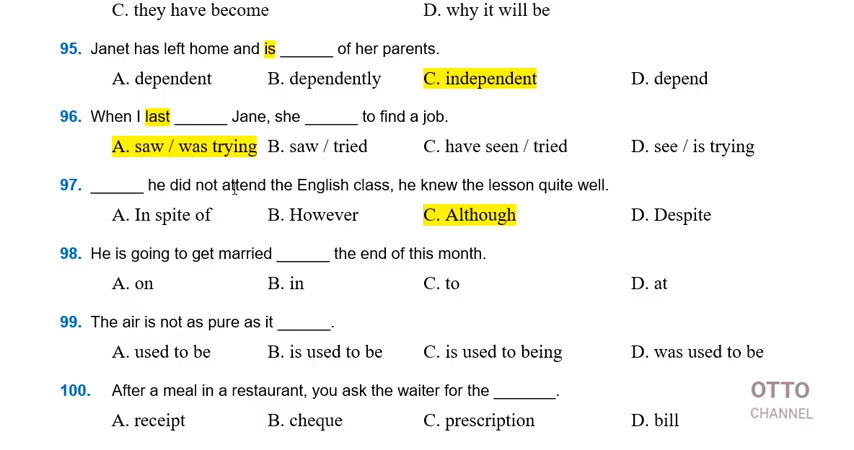 C. they have become D. why it will be
95. Janet has left home and is ______ of her parents.
A. dependent B. dependently C. independent D. depend
96. When I last ______ Jane, she ______ to find a job.
A. saw / was trying B. saw / tried C. have seen / tried D. see / is trying
97. ______ he did not attend the English class, he knew the lesson quite well.
A. In spite of B. However C. Although D. Despite
98. He is going to get married ______ the end of this month.
A. on B. in C. to D. at
99. The air is not as pure as it ______.
A. used to be B. is used to be C. is used to being D. was used to be
100. After a meal in a restaurant, you ask the waiter for the _______.
A. receipt B. cheque C. prescription D. bill
OTTO
CHANNEL